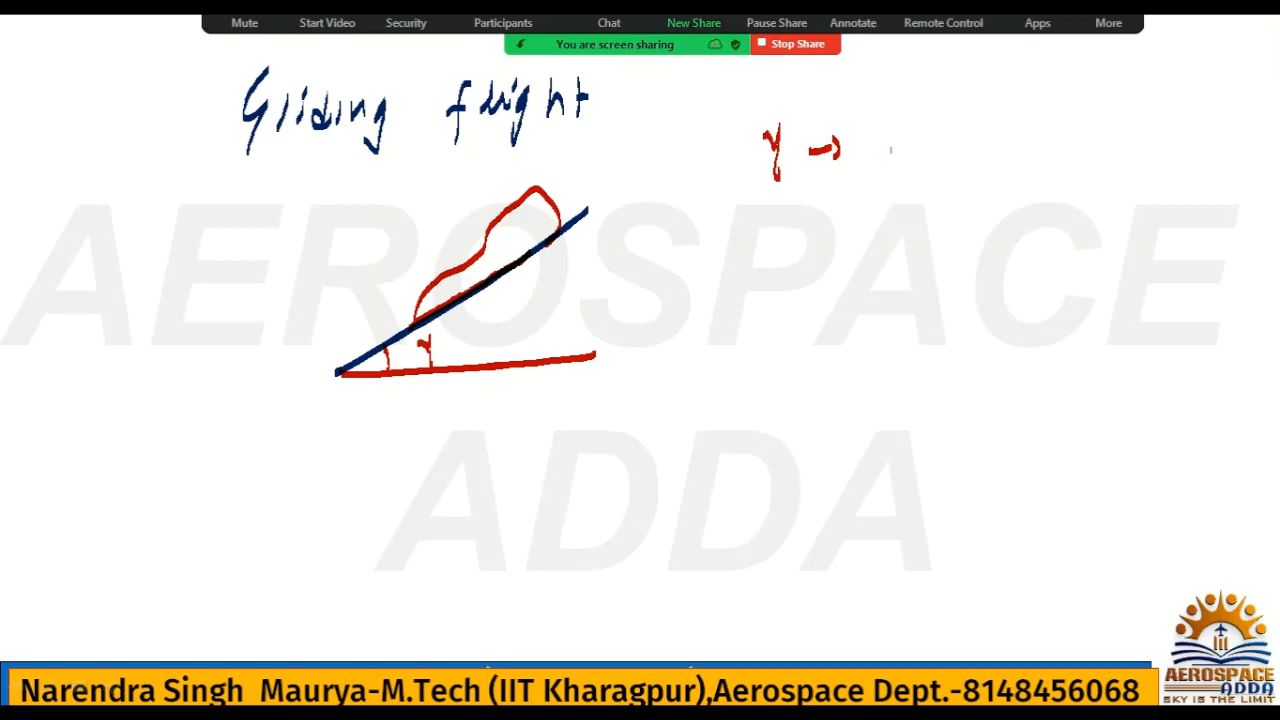 Mute Start Video Security Participants Chat New Share Pause Share Annotate Remote Control Apps More
You are screen sharing Stop Share
Gliding flight
γ →
γ
AEROSPACE
ADDA
AEROSPACE
ADDA
SKY IS THE LIMIT
Narendra Singh Maurya-M.Tech (IIT Kharagpur),Aerospace Dept.-8148456068